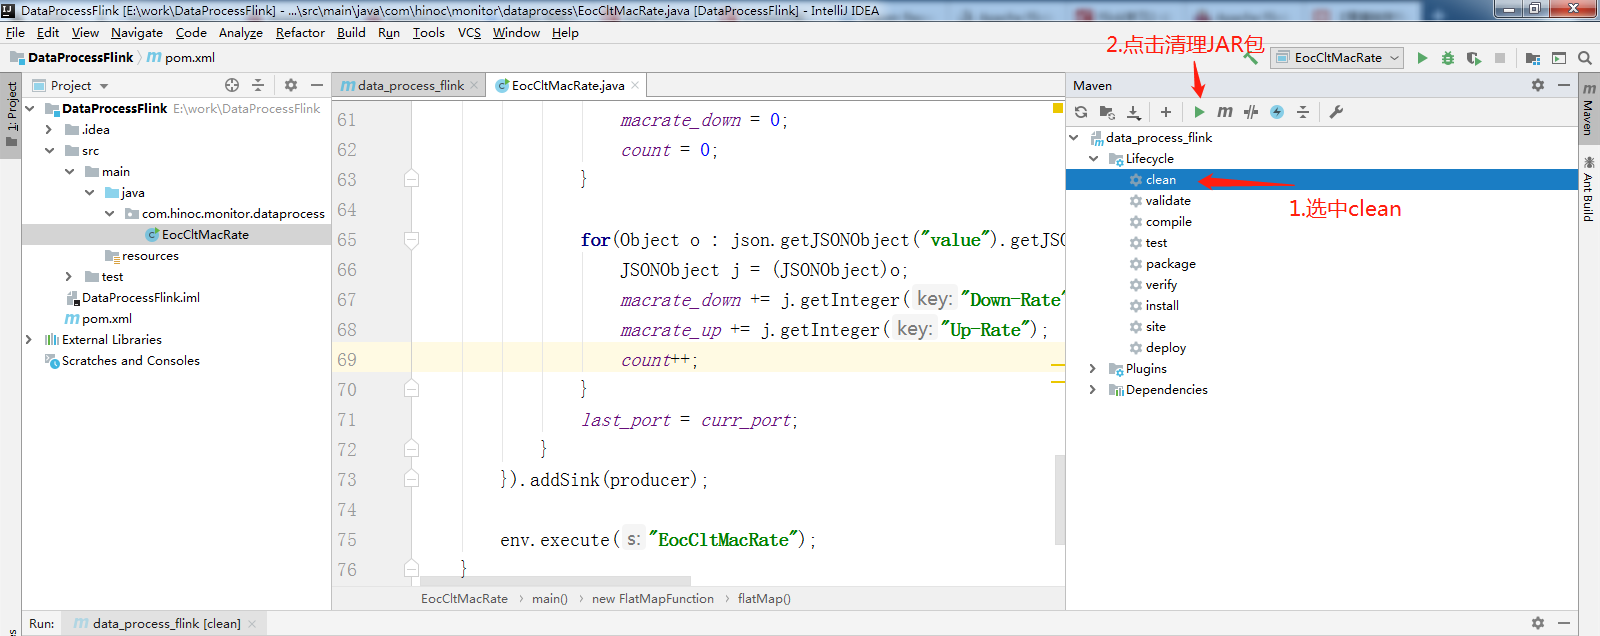 DataProcessFlink [E:\work\DataProcessFlink] - ...\src\main\java\com\hinoc\monitor\dataprocess\EocCltMacRate.java [DataProcessFlink] - IntelliJ IDEA
File Edit View Navigate Code Analyze Refactor Build Run Tools VCS Window Help
2.点击清理JAR包
DataProcessFlink pom.xml
EocCltMacRate
1: Project
Project
data_process_flink
EocCltMacRate.java
Maven
DataProcessFlink E:\work\DataProcessFlink
.idea
src
main
java
com.hinoc.monitor.dataprocess
EocCltMacRate
resources
test
DataProcessFlink.iml
pom.xml
External Libraries
Scratches and Consoles
61 macrate_down = 0;
62 count = 0;
63 }
64
65 for(Object o : json.getJSONObject("value").getJSO
66 JSONObject j = (JSONObject)o;
67 macrate_down += j.getInteger( key: "Down-Rate"
68 macrate_up += j.getInteger( key: "Up-Rate");
69 count++;
70 }
71 last_port = curr_port;
72 }
73 }).addSink(producer);
74
75 env.execute( s: "EocCltMacRate");
76 }
EocCltMacRate main() new FlatMapFunction flatMap()
data_process_flink
Lifecycle
clean
1.选中clean
validate
compile
test
package
verify
install
site
deploy
Plugins
Dependencies
Maven
Ant Build
Run: data_process_flink [clean]